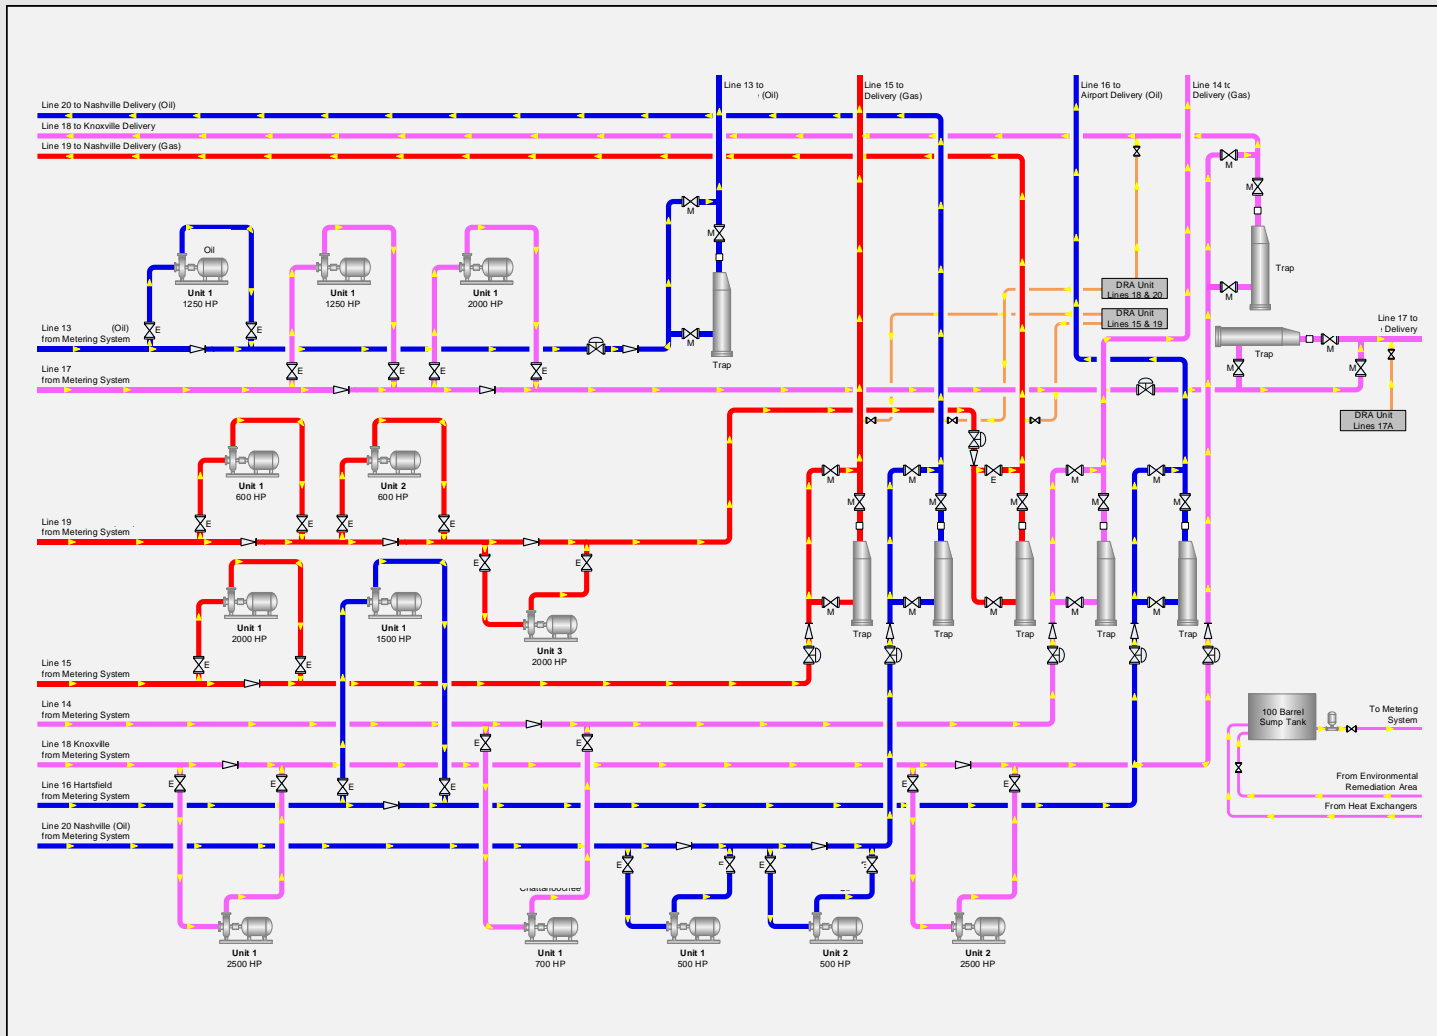 Line 13 to
(Oil)
Line 15 to
Delivery (Gas)
Line 16 to
Airport Delivery (Oil)
Line 14 to
Delivery (Gas)
Line 20 to Nashville Delivery (Oil)
Line 18 to Knoxville Delivery
Line 19 to Nashville Delivery (Gas)
M
M
M
M
Oil
Unit 1
1250 HP
Unit 1
1250 HP
Unit 1
2000 HP
Trap
M
DRA Unit
Lines 18 & 20
DRA Unit
Lines 15 & 19
Line 13 (Oil)
from Metering System
E
E
M
Trap
Line 17 to
Delivery
Trap
M
Line 17
from Metering System
E
E
E
E
M
M
DRA Unit
Lines 17A
Unit 1
600 HP
Unit 2
600 HP
M
M
E
M
M
M
M
M
M
M
Line 19
from Metering System
E
E
E
E
E
E
Unit 1
2000 HP
Unit 1
1500 HP
Unit 3
2000 HP
M
M
M
M
M
Trap
Trap
Trap
Trap
Trap
Line 15
from Metering System
E
E
Line 14
from Metering System
100 Barrel
Sump Tank
To Metering
System
Line 18 Knoxville
from Metering System
E
E
E
E
E
E
E
E
From Environmental
Remediation Area
From Heat Exchangers
Line 16 Hartsfield
from Metering System
Line 20 Nashville (Oil)
from Metering System
E
E
E
Chattahoochee
Unit 1
2500 HP
Unit 1
700 HP
Unit 1
500 HP
Unit 2
500 HP
Unit 2
2500 HP